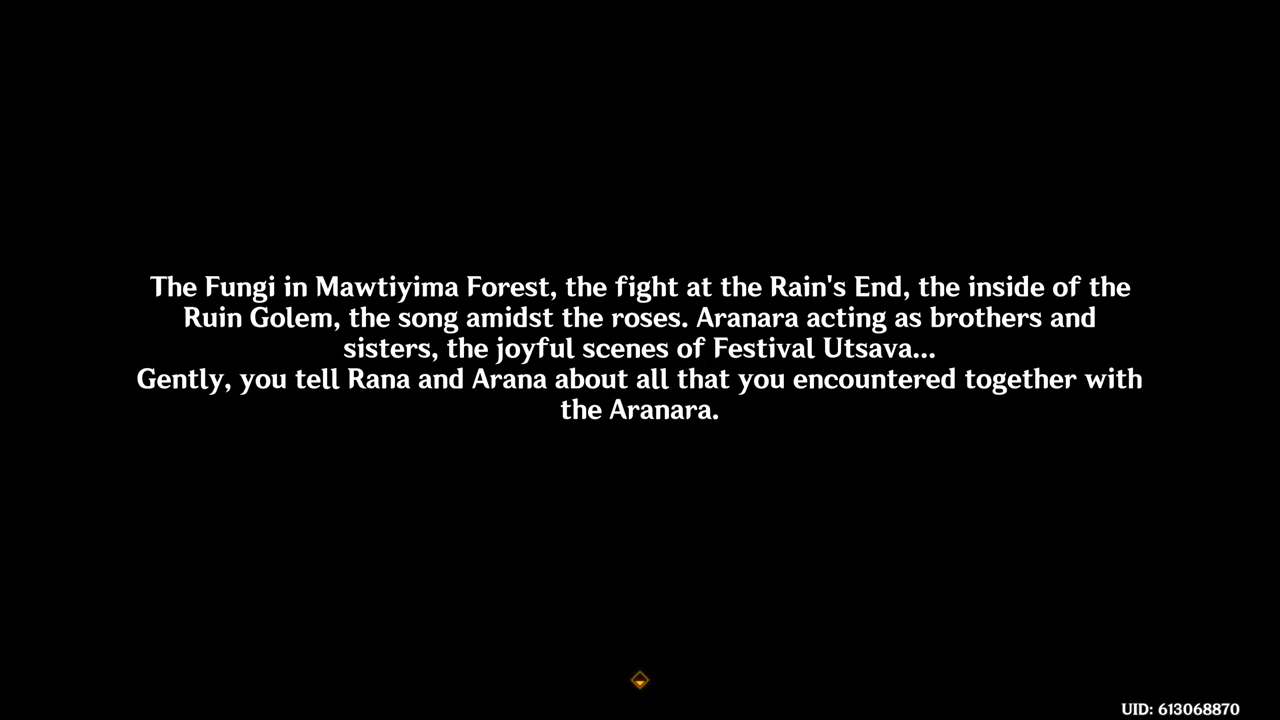 The Fungi in Mawtiyima Forest, the fight at the Rain's End, the inside of the
Ruin Golem, the song amidst the roses. Aranara acting as brothers and
sisters, the joyful scenes of Festival Utsava...
Gently, you tell Rana and Arana about all that you encountered together with
the Aranara.
UID: 613068870